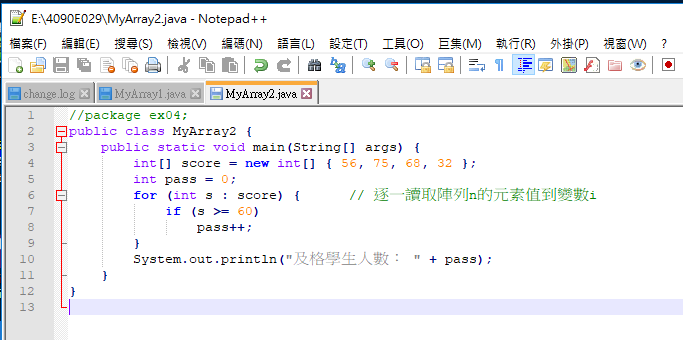 E:\4090E029\MyArray2.java - Notepad++
檔案(F) 編輯(E) 搜尋(S) 檢視(V) 編碼(N) 語言(L) 設定(T) 工具(O) 巨集(M) 執行(R) 外掛(P) 視窗(W) ?
change.log MyArray1.java MyArray2.java
1 //package ex04;
2 public class MyArray2 {
3 public static void main(String[] args) {
4 int[] score = new int[] { 56, 75, 68, 32 };
5 int pass = 0;
6 for (int s : score) { // 逐一讀取陣列n的元素值到變數i
7 if (s >= 60)
8 pass++;
9 }
10 System.out.println("及格學生人數： " + pass);
11 }
12 }
13